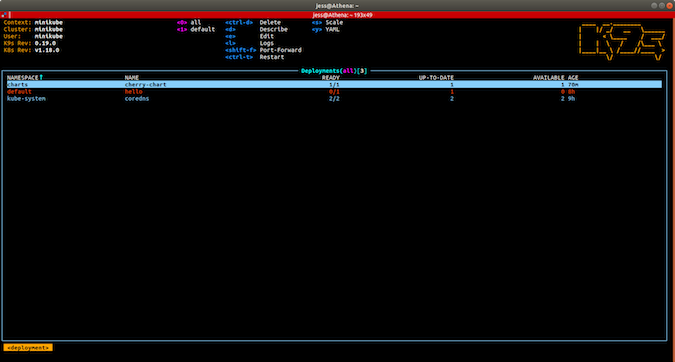 jess@Athena: ~
jess@Athena: ~ 193x49
Context: minikube <0> all <ctrl-d> Delete <s> Scale
Cluster: minikube <1> default <d> Describe <y> YAML
User: minikube <e> Edit
K9s Rev: 0.19.0 <l> Logs
K8s Rev: v1.18.0 <shift-f> Port-Forward
<ctrl-t> Restart
Deployments(all)[3]
NAMESPACE↑ NAME READY UP-TO-DATE AVAILABLE AGE
charts cherry-chart 1/1 1 1 70m
default hello 0/1 1 0 8h
kube-system coredns 2/2 2 2 9h
<deployment>